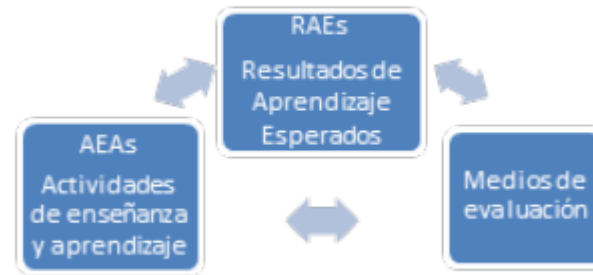 RAEs
Resultados de
Aprendizaje
Esperados
AEAs
Actividades
de enseñanza
y aprendizaje
Medios de
evaluación